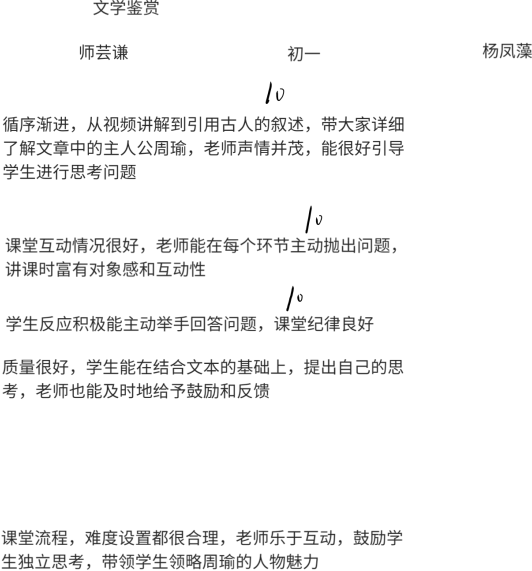 文学鉴赏
师芸谦 初一 杨凤藻
10
循序渐进，从视频讲解到引用古人的叙述，带大家详细
了解文章中的主人公周瑜，老师声情并茂，能很好引导
学生进行思考问题
10
课堂互动情况很好，老师能在每个环节主动抛出问题，
讲课时富有对象感和互动性
10
学生反应积极能主动举手回答问题，课堂纪律良好
质量很好，学生能在结合文本的基础上，提出自己的思
考，老师也能及时地给予鼓励和反馈
课堂流程，难度设置都很合理，老师乐于互动，鼓励学
生独立思考，带领学生领略周瑜的人物魅力